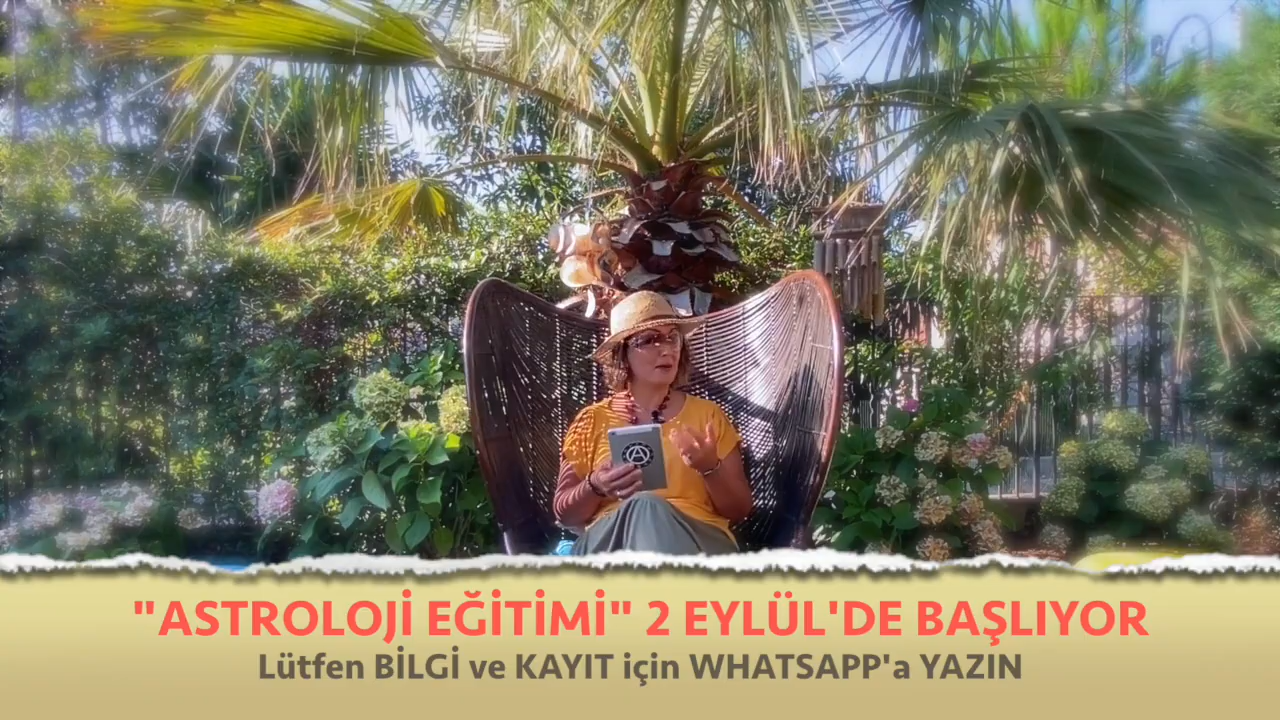 "ASTROLOJİ EĞİTİMİ" 2 EYLÜL'DE BAŞLIYOR
Lütfen BİLGİ ve KAYIT için WHATSAPP'a YAZIN